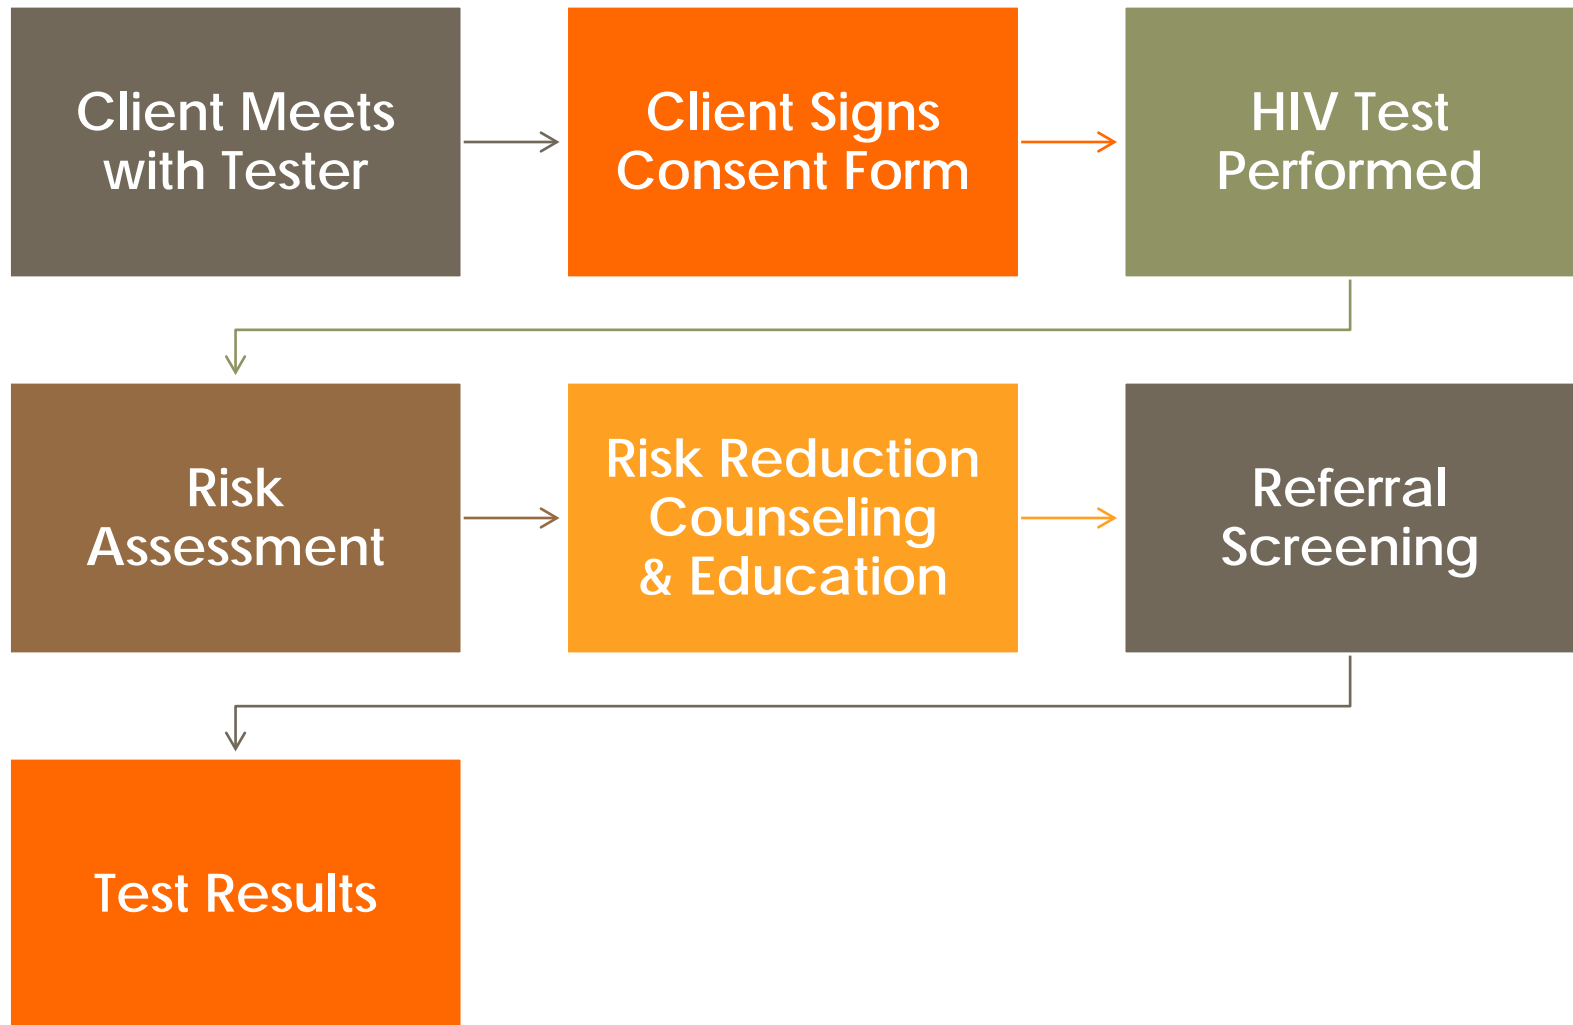 Client Meets
with Tester
Client Signs
Consent Form
HIV Test
Performed
Risk
Assessment
Risk Reduction
Counseling
& Education
Referral
Screening
Test Results